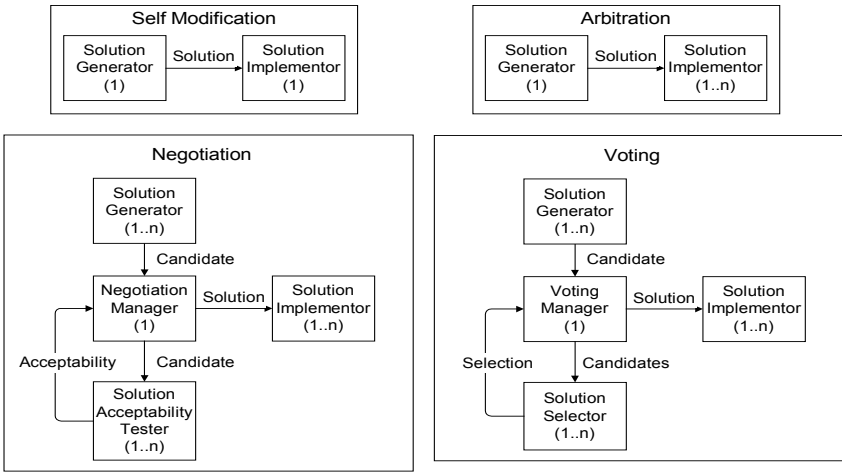 Self Modification
Solution
Generator
(1)
Solution
Solution
Implementor
(1)
Arbitration
Solution
Generator
(1)
Solution
Solution
Implementor
(1..n)
Negotiation
Solution
Generator
(1..n)
Candidate
Negotiation
Manager
(1)
Solution
Solution
Implementor
(1..n)
Acceptability
Candidate
Solution
Acceptability
Tester
(1..n)
Voting
Solution
Generator
(1..n)
Candidate
Voting
Manager
(1)
Solution
Solution
Implementor
(1..n)
Selection
Candidates
Solution
Selector
(1..n)